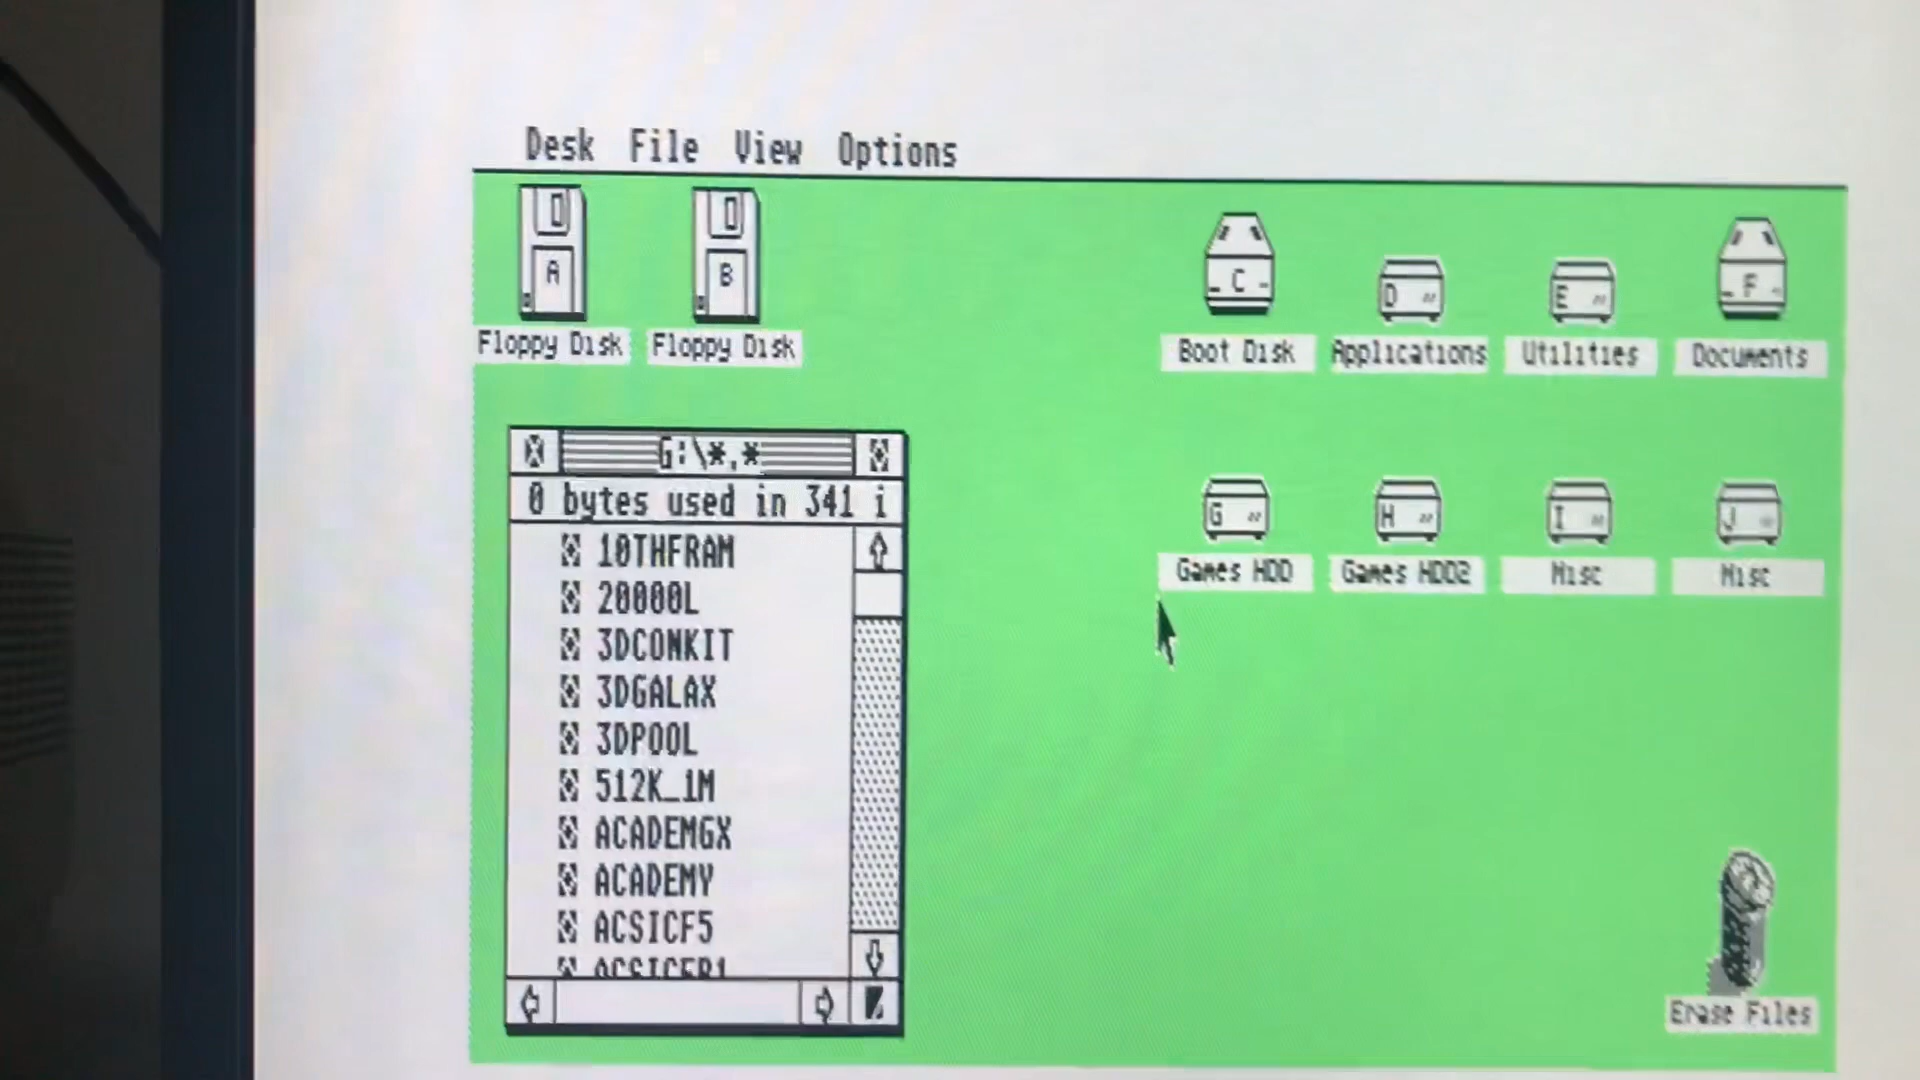 Desk File View Options
A B C D E F
Floppy Disk Floppy Disk Boot Disk Applications Utilities Documents
G:\*.*
0 bytes used in 341 i
G H I J
Games HDD Games HDD2 Misc Misc
10THFRAM
20000L
3DCONKIT
3DGALAX
3DPOOL
512K_1M
ACADEMGX
ACADEMY
ACSICF5
Erase Files